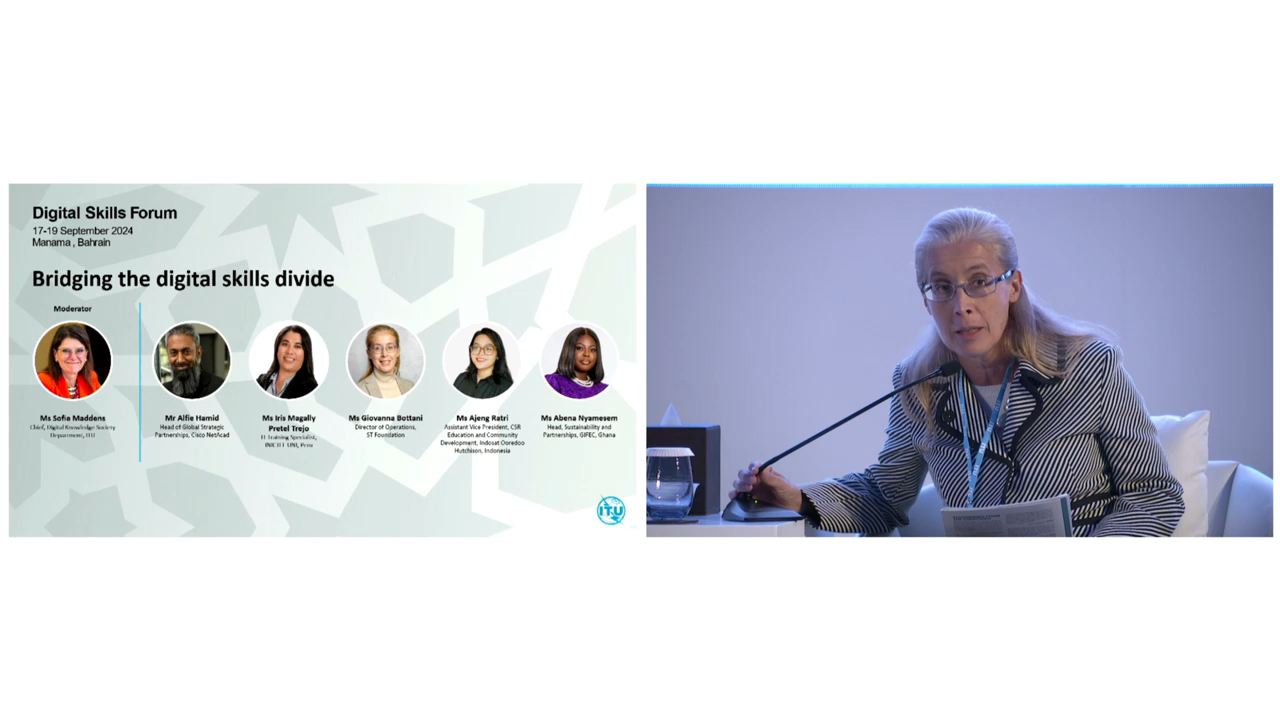 Digital Skills Forum
17-19 September 2024
Manama , Bahrain
Bridging the digital skills divide
Moderator
Ms Sofie Maddens
Chief, Digital Knowledge Society
Department, ITU
Mr Alfie Hamid
Head of Global Strategic
Partnerships, Cisco NetAcad
Ms Iris Magally
Pretel Trejo
IT Training Specialist,
INICTEL UNI, Peru
Ms Giovanna Bottani
Director of Operations,
ST Foundation
Ms Ajeng Ratri
Assistant Vice President, CSR
Education and Community
Development, Indosat Ooredoo
Hutchison, Indonesia
Ms Abena Nyamesem
Head, Sustainability and
Partnerships, GIFEC, Ghana
ITU